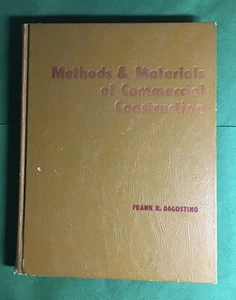 Methods & Materials
of Commercial
Construction
FRANK R. DAGOSTINO